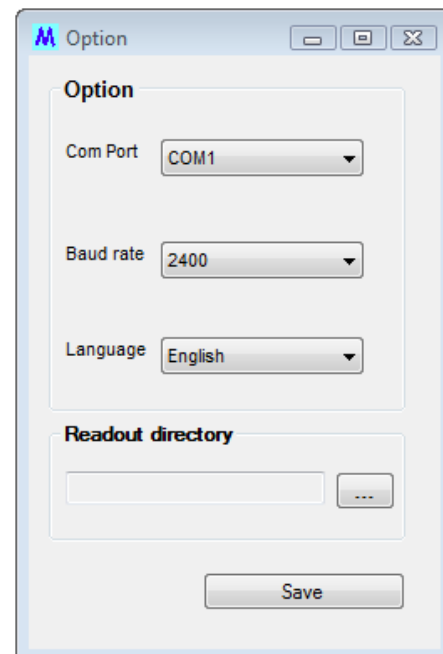 Option
Option
Com Port COM1
Baud rate 2400
Language English
Readout directory
...
Save